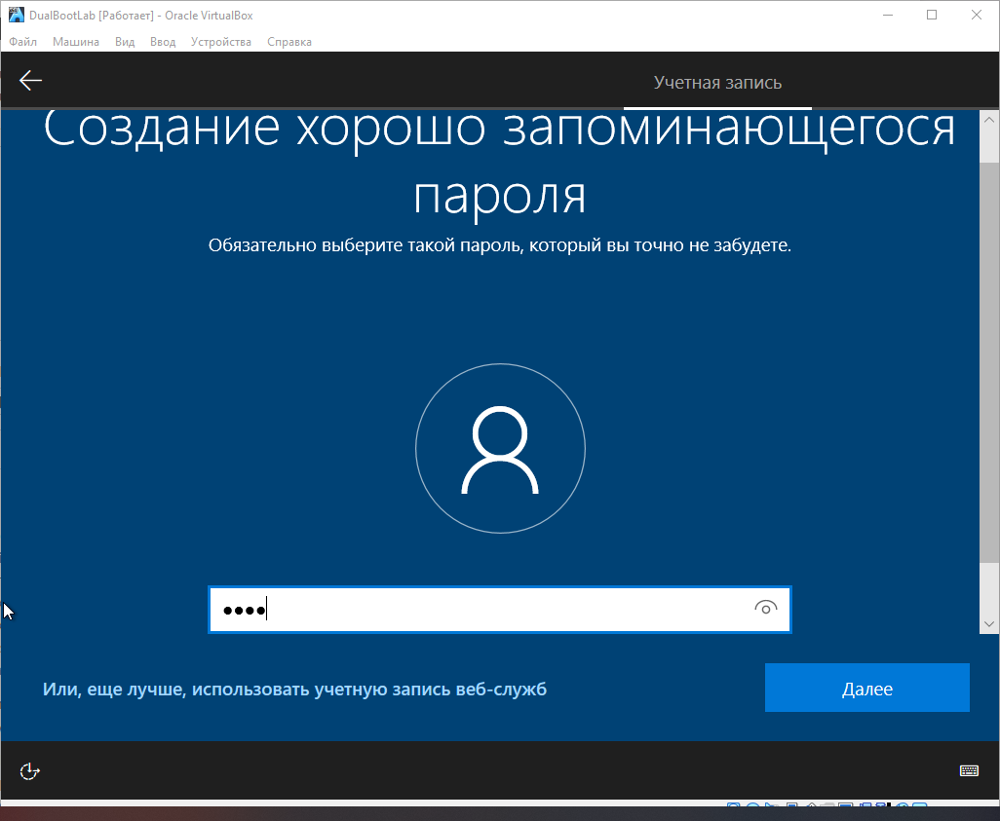 DualBootLab [Работает] - Oracle VirtualBox
Файл Машина Вид Ввод Устройства Справка
Учетная запись
Создание хорошо запоминающегося
пароля
Обязательно выберите такой пароль, который вы точно не забудете.
Или, еще лучше, использовать учетную запись веб-служб
Далее